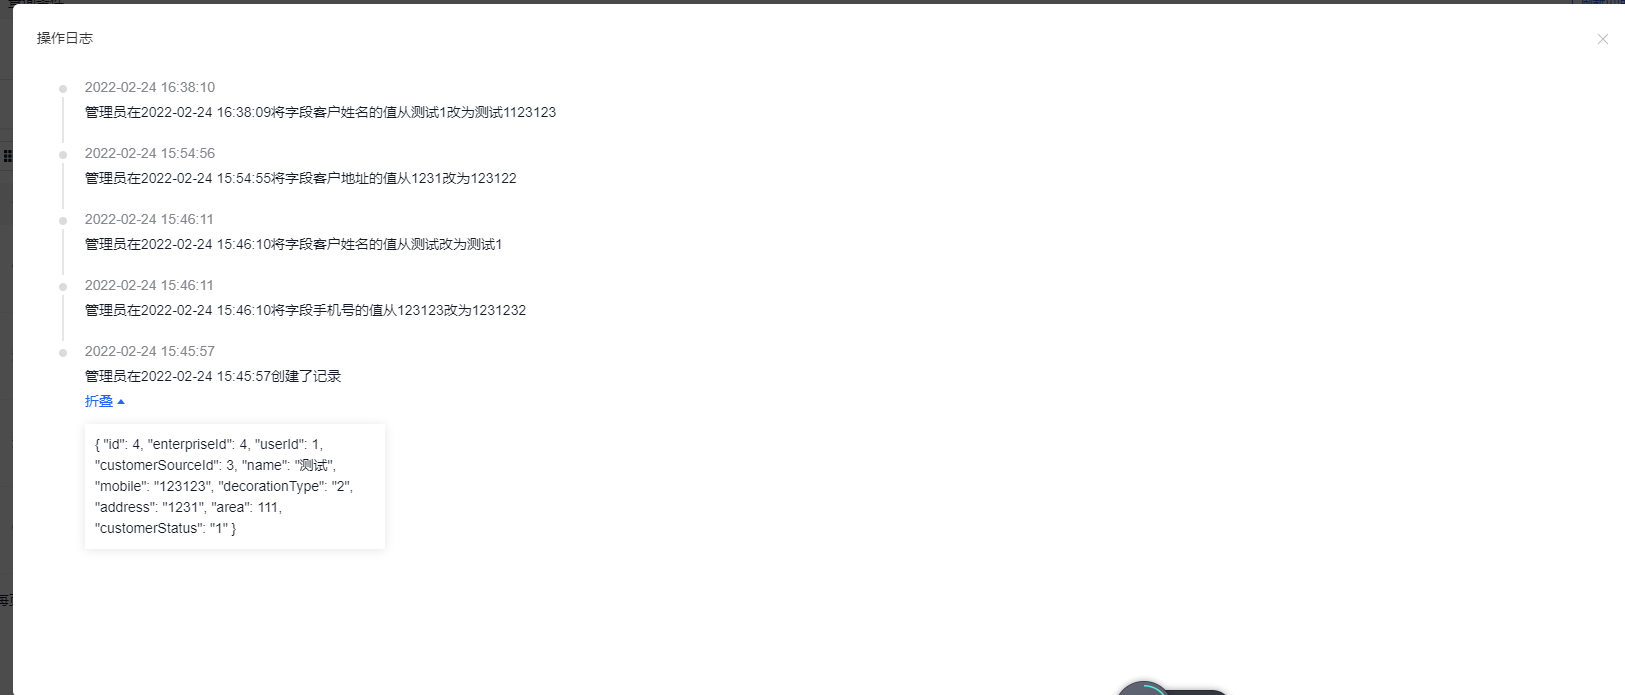 操作日志
2022-02-24 16:38:10
管理员在2022-02-24 16:38:09将字段客户姓名的值从测试1改为测试1123123
2022-02-24 15:54:56
管理员在2022-02-24 15:54:55将字段客户地址的值从1231改为123122
2022-02-24 15:46:11
管理员在2022-02-24 15:46:10将字段客户姓名的值从测试改为测试1
2022-02-24 15:46:11
管理员在2022-02-24 15:46:10将字段手机号的值从123123改为1231232
2022-02-24 15:45:57
管理员在2022-02-24 15:45:57创建了记录
折叠
{ "id": 4, "enterpriseId": 4, "userId": 1,
"customerSourceId": 3, "name": "测试",
"mobile": "123123", "decorationType": "2",
"address": "1231", "area": 111,
"customerStatus": "1" }